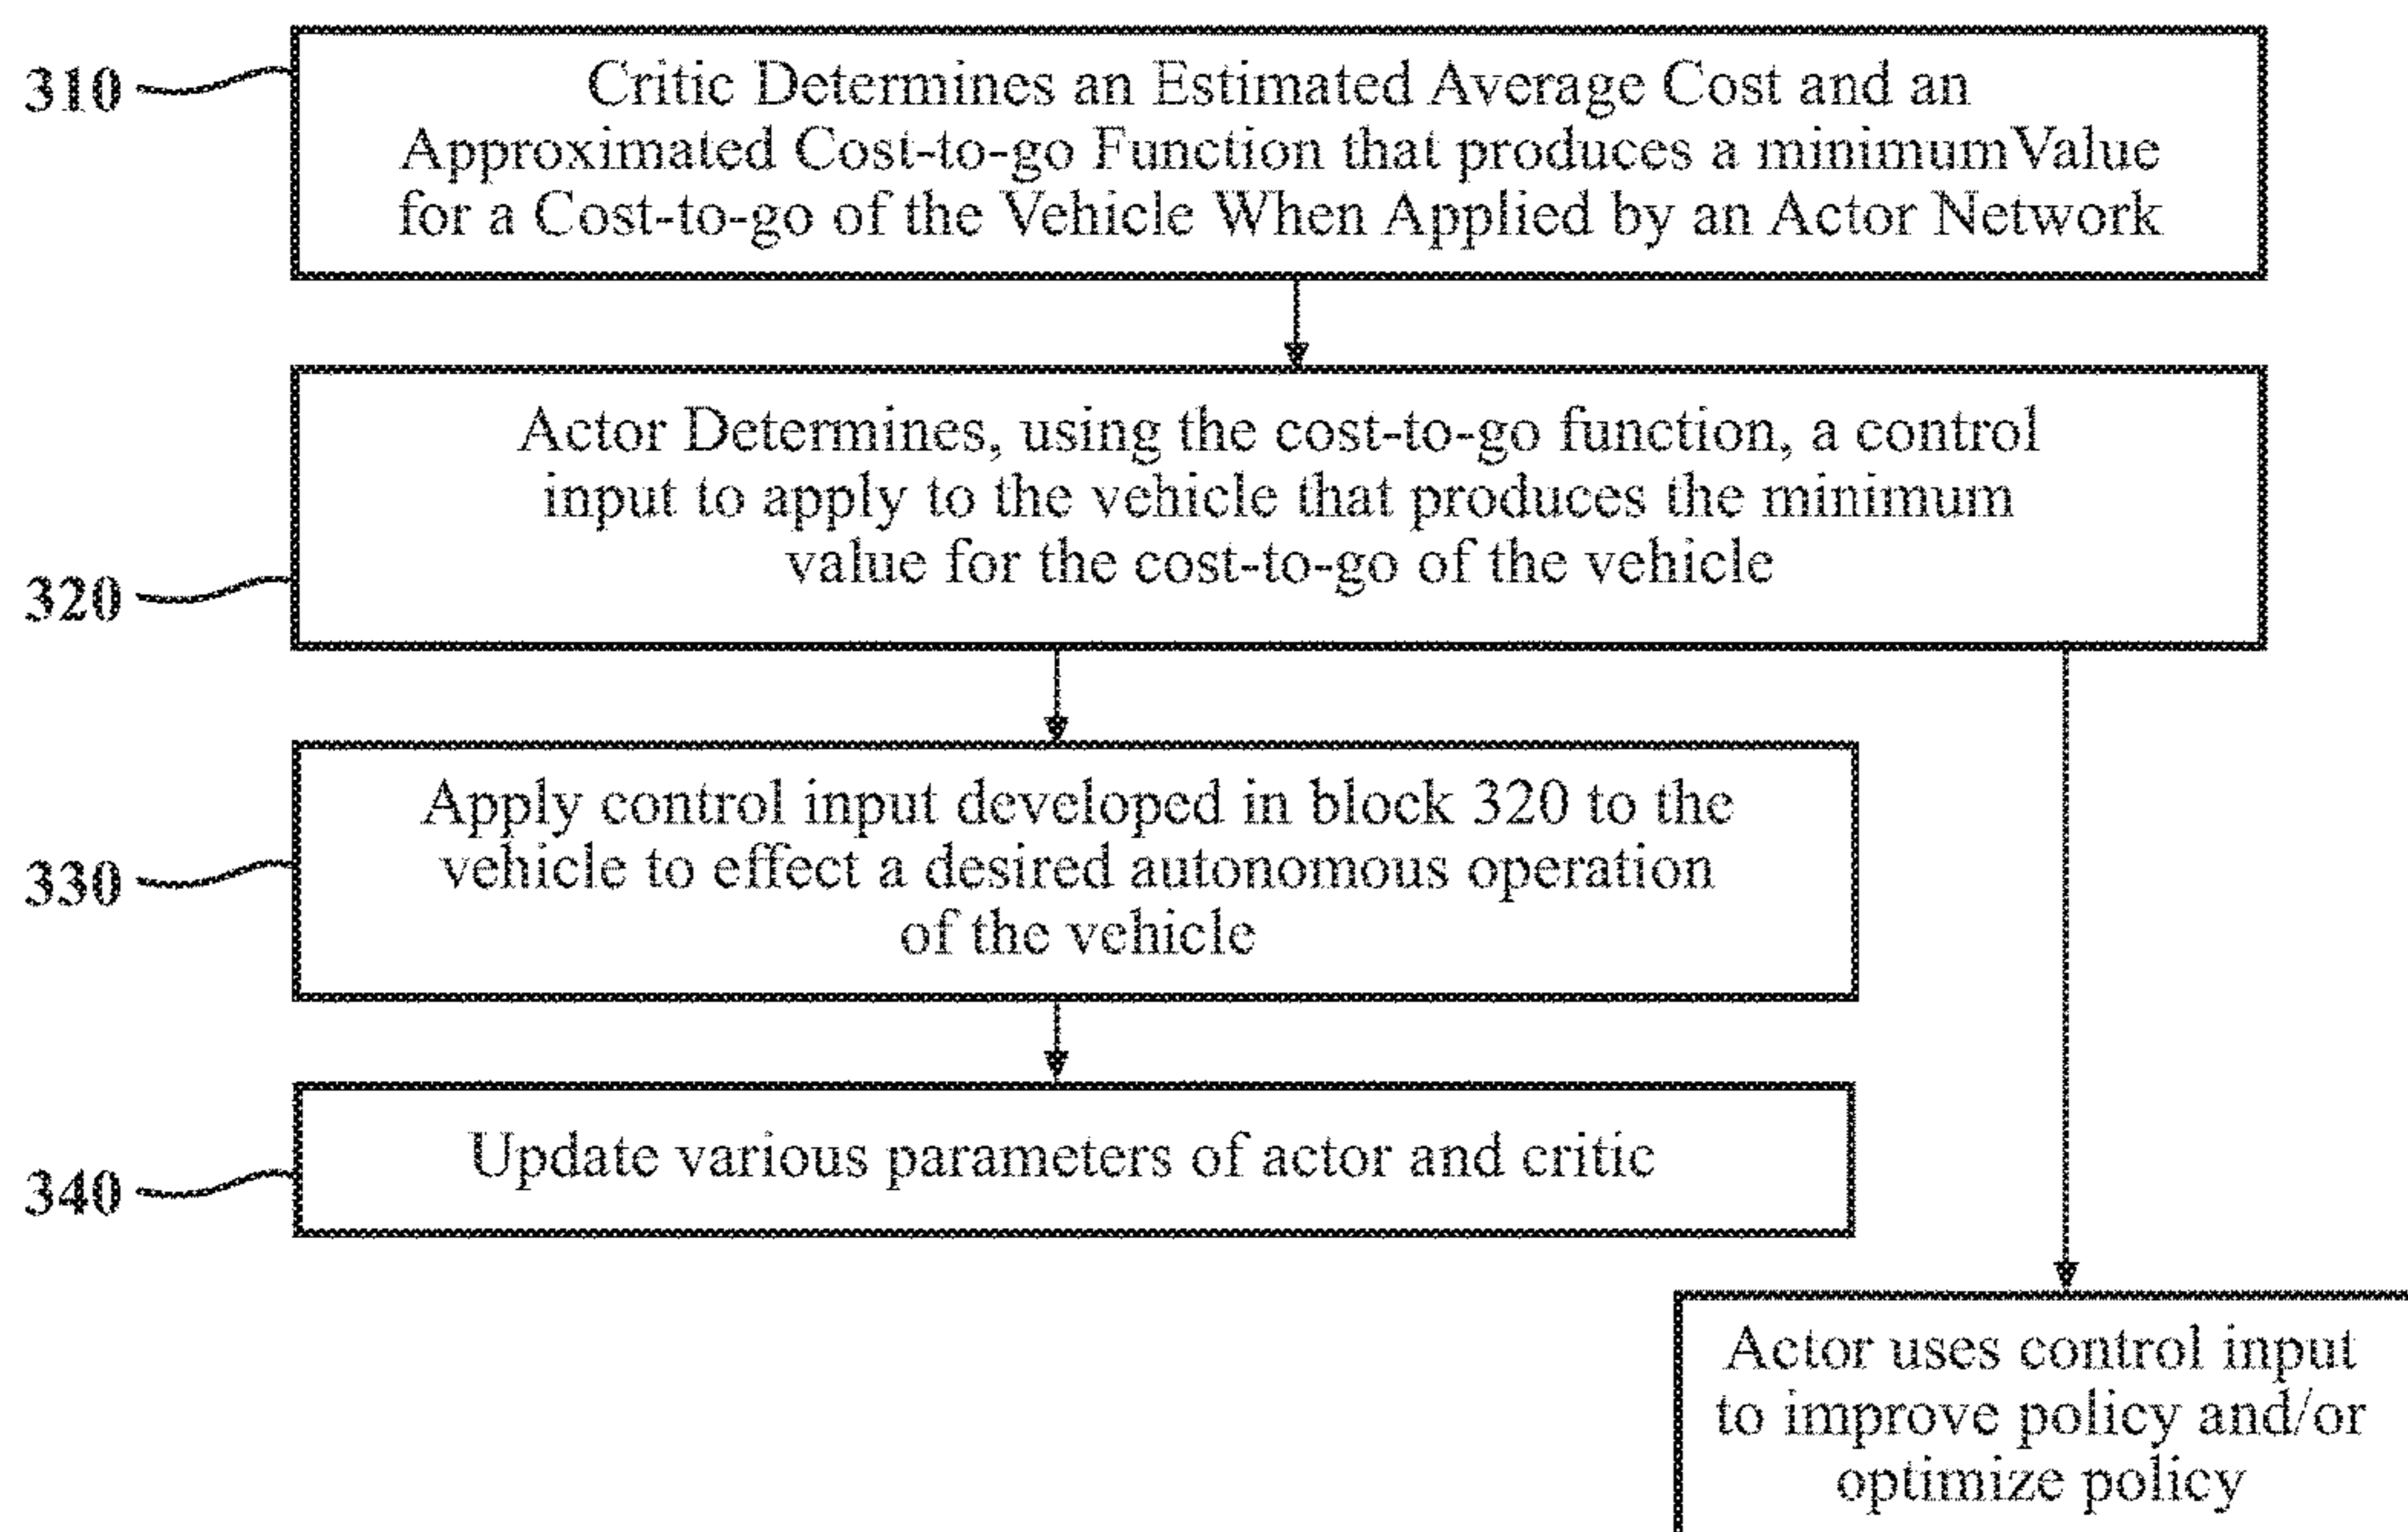 310
Critic Determines an Estimated Average Cost and an
Approximated Cost-to-go Function that produces a minimum Value
for a Cost-to-go of the Vehicle When Applied by an Actor Network
Actor Determines, using the cost-to-go function, a control
input to apply to the vehicle that produces the minimum
value for the cost-to-go of the vehicle
320
Apply control input developed in block 320 to the
vehicle to effect a desired autonomous operation
of the vehicle
330
Update various parameters of actor and critic
340
Actor uses control input
to improve policy and/or
optimize policy